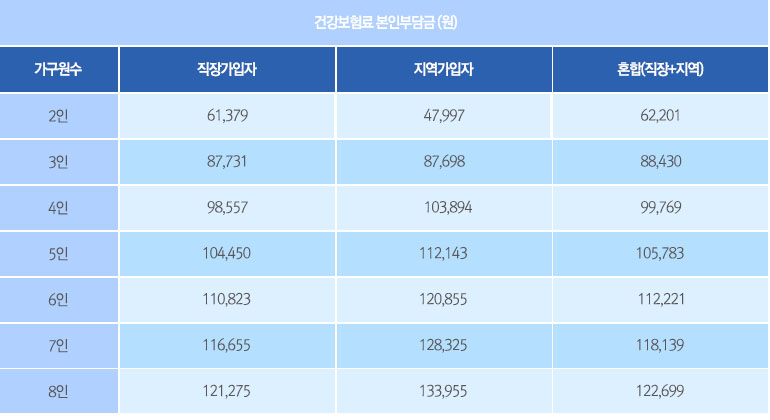 건강보험료 본인부담금 (원)
가구원수 직장가입자 지역가입자 혼합(직장+지역)
2인 61,379 47,997 62,201
3인 87,731 87,698 88,430
4인 98,557 103,894 99,769
5인 104,450 112,143 105,783
6인 110,823 120,855 112,221
7인 116,655 128,325 118,139
8인 121,275 133,955 122,699